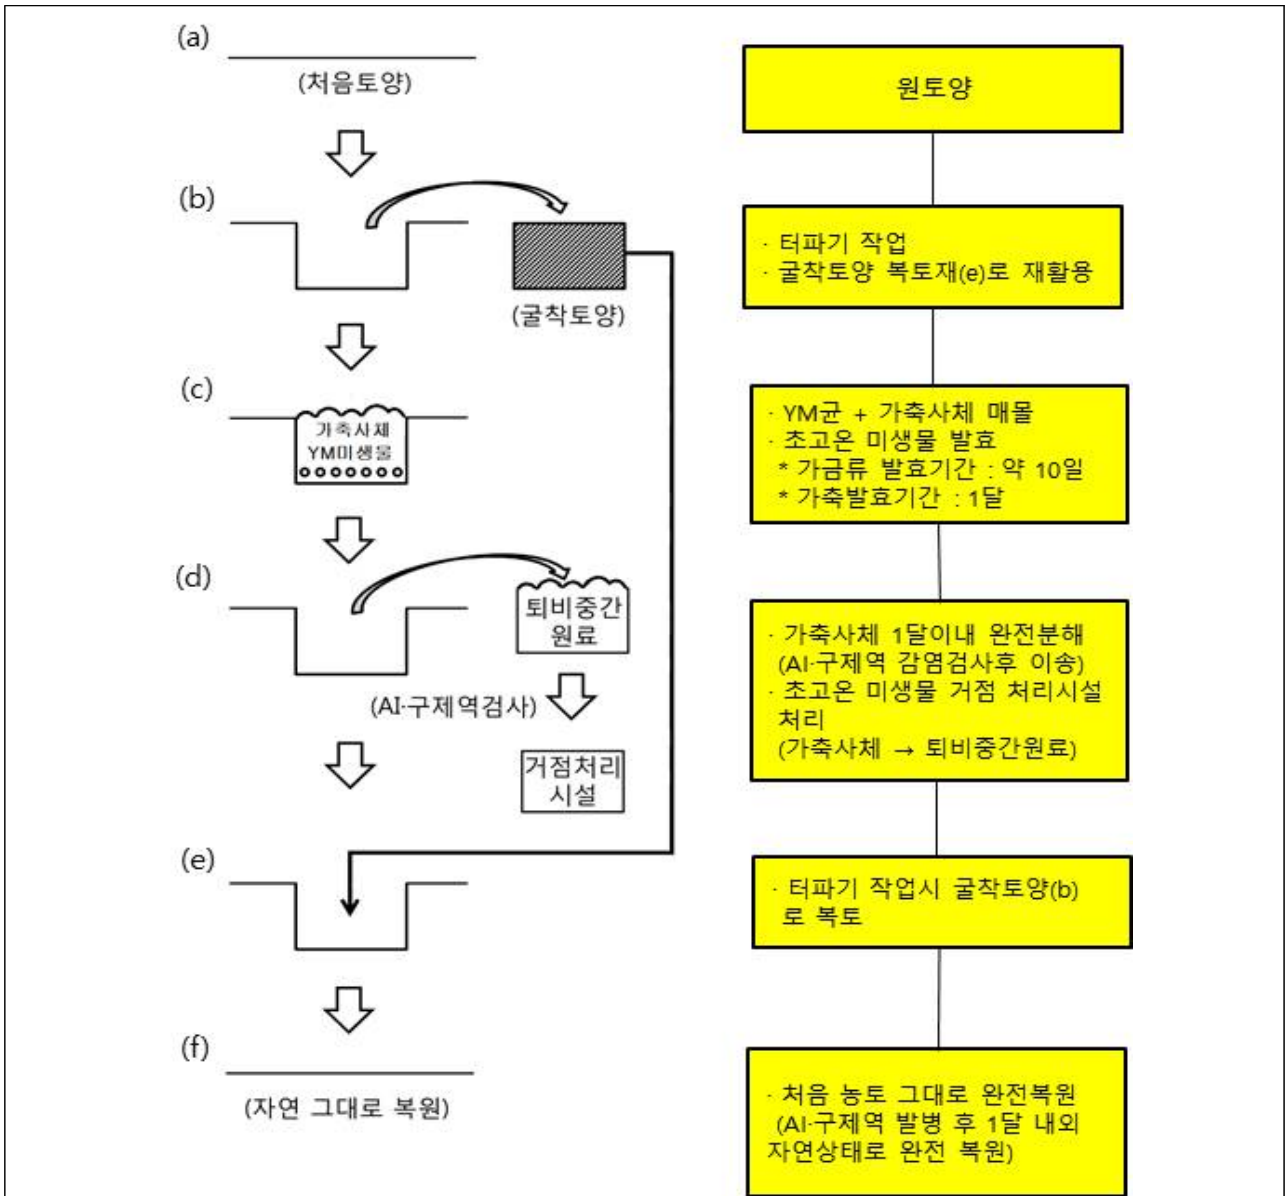 (a)
(처음토양)
원토양
(b)
(굴착토양)
· 터파기 작업
· 굴착토양 복토재(e)로 재활용
(c)
가축사체
YM미생물
· YM균 + 가축사체 매몰
· 초고온 미생물 발효
* 가금류 발효기간 : 약 10일
* 가축발효기간 : 1달
(d)
퇴비중간
원료
(AI·구제역검사)
거점처리
시설
· 가축사체 1달이내 완전분해
(AI·구제역 감염검사후 이송)
· 초고온 미생물 거점 처리시설
처리
(가축사체 → 퇴비중간원료)
(e)
· 터파기 작업시 굴착토양(b)
로 복토
(f)
(자연 그대로 복원)
· 처음 농토 그대로 완전복원
(AI·구제역 발병 후 1달 내외
자연상태로 완전 복원)